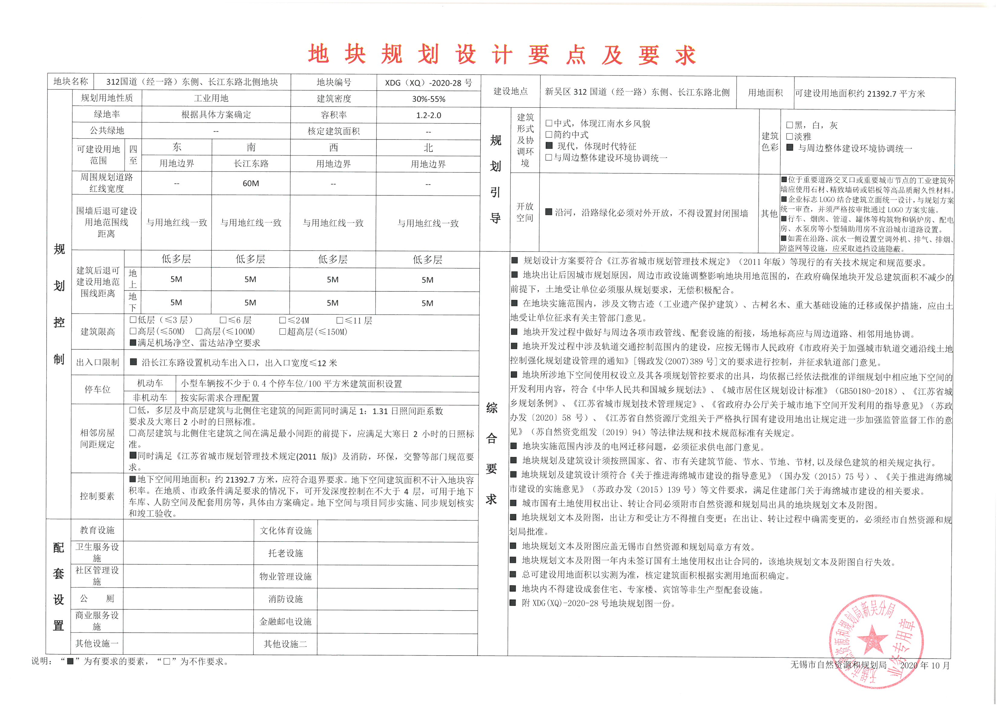 地块规划设计要点及要求
地块名称 312国道（经一路）东侧、长江东路北侧地块 地块编号 XDG（XQ）-2020-28 号
建设地点 新吴区 312 国道（经一路）东侧、长江东路北侧 用地面积 可建设用地面积约 21392.7 平方米
规划控制
规划用地性质 工业用地 建筑密度 30%-55%
绿地率 根据具体方案确定 容积率 1.2-2.0
公共绿地 -- 核定建筑面积 --
可建设用地范围 四至 东 南 西 北
用地边界 长江东路 用地边界 用地边界
周围规划道路
红线宽度 -- 60M -- --
围墙后退可建设
用地范围线
距离 与用地红线一致 与用地红线一致 与用地红线一致 与用地红线一致
建筑后退可
建设用地范
围线距离 低多层 低多层 低多层 低多层
地上 5M 5M 5M 5M
地下 5M 5M 5M 5M
建筑限高
□低层（≤3 层） □≤6 层 □≤24M □≤11 层
□高层(≤50M) □高层(≤100M) □超高层(≤150M)
■满足机场净空、雷达站净空要求
出入口限制 ■ 沿长江东路设置机动车出入口，出入口宽度≤12 米
停车位 机动车 小型车辆按不少于 0.4 个停车位/100 平方米建筑面积设置
非机动车 按实际需求合理配置
相邻房屋
间距规定
□低，多层及中高层建筑与北侧住宅建筑的间距需同时满足 1：1.31 日照间距系数
要求及大寒日 2 小时的日照标准。
□高层建筑与北侧住宅建筑之间在满足最小间距的前提下，应满足大寒日 2 小时的日照标
准。
■同时满足《江苏省城市规划管理技术规定(2011 版)》及消防，环保，交警等部门规范要
求。
控制要素
■地下空间用地面积：约 21392.7 方米，应符合退界要求。地下空间建筑面积不计入地块容
积率。在地质、市政条件满足要求的情况下，可开发深度控制在不大于 4 层，可用于地下
车库、人防空间及配套用房等，具体由方案确定。地下空间与项目同步实施、同步规划核实
和竣工验收。
配套设置
教育设施 文化体育设施
卫生服务设
施 托老设施
社区管理设
施 物业管理设施
公 厕 消防设施
商业服务设
施 金融邮电设施
其他设施一 其他设施二
规划引导
建筑
形式
及协
调环
境
□中式，体现江南水乡风貌
□简约中式
■ 现代，体现时代特征
□与周边整体建设环境协调统一
建筑
色彩
□黑，白，灰
□淡雅
■ 与周边整体建设环境协调统一
开放
空间
■ 沿河，沿路绿化必须对外开放，不得设置封闭围墙
其他
■位于重要道路交叉口或重要城市节点的工业建筑外
墙应使用石材、精致墙砖或铝板等高品质耐久性材料。
■企业标志 LOGO 结合建筑立面统一设计，与规划方案
统一审查，并须严格按审批通过 LOGO 方案实施。
■行车、烟囱、管道、罐体等构筑物和锅炉房、配电
房、水泵房等小型辅助用房不宜沿城市道路设置。
■如需在沿路、滨水一侧设置空调外机、排气、排烟、
防盗网等设施，应采取遮挡设施隐蔽。
综合要求
■ 规划设计方案要符合《江苏省城市规划管理技术规定》（2011 年版）等现行的有关技术规定和规范要求。
■ 地块出让后因城市规划原因，周边市政设施调整影响地块用地范围的，在政府确保地块开发总建筑面积不减少的
前提下，土地受让单位必须服从规划要求，无偿积极配合。
■ 在地块实施范围内，涉及文物古迹（工业遗产保护建筑）、古树名木、重大基础设施的迁移或保护措施，应由土
地受让单位征求有关主管部门意见。
■ 地块开发过程中做好与周边各项市政管线、配套设施的衔接，场地标高应与周边道路、相邻用地协调。
■ 地块开发过程中涉及轨道交通控制范围内的建设，应按无锡市人民政府《市政府关于加强城市轨道交通沿线土地
控制强化规划建设管理的通知》[锡政发(2007)389 号]文的要求进行控制，并征求轨道部门意见。
■ 地块所涉地下空间使用权设立及其各项规划管控要求的出具，均依据已经依法批准的详细规划中相应地下空间的
开发利用内容，符合《中华人民共和国城乡规划法》、《城市居住区规划设计标准》（GB50180-2018）、《江苏省城
乡规划条例》、《江苏省城市规划技术管理规定》、《省政府办公厅关于城市地下空间开发利用的指导意见》（苏政
办发〔2020〕58 号）、《江苏省自然资源厅党组关于严格执行国有建设用地出让规定进一步加强监管监督工作的意
见》（苏自然资党组发〔2019〕94）等法律法规和技术规范标准有关规定。
■ 地块实施范围内涉及的电网迁移问题，必须征求供电部门意见。
■ 地块规划及建筑设计须按照国家、省、市有关建筑节能、节水、节地、节材,以及绿色建筑的相关规定执行。
■ 地块规划及建筑设计须符合《关于推进海绵城市建设的指导意见》（国办发（2015）75 号）、《关于推进海绵城
市建设的实施意见》（苏政办发（2015）139 号）等文件要求，满足住建部门关于海绵城市建设的相关要求。
■ 城市国有土地使用权出让、转让合同必须附市自然资源和规划局出具的地块规划文本及附图。
■ 地块规划文本及附图，出让方和受让方不得擅自变更；在出让、转让过程中确需变更的，必须经市自然资源和规
划局批准。
■ 地块规划文本及附图应盖无锡市自然资源和规划局章方有效。
■ 地块规划文本及附图一年内未签订国有土地使用权出让合同的，该地块规划文本及附图自行失效。
■ 总可建设用地面积以实测为准，核定建筑面积根据实测用地面积确定。
■ 地块内不得建设成套住宅、专家楼、宾馆等非生产型配套设施。
■ 附 XDG(XQ)-2020-28 号地块规划图一份。
无锡市自然资源和规划局新吴分局
业务专用章
说明：“■”为有要求的要素，“□”为不作要求。
无锡市自然资源和规划局 2020 年 10 月